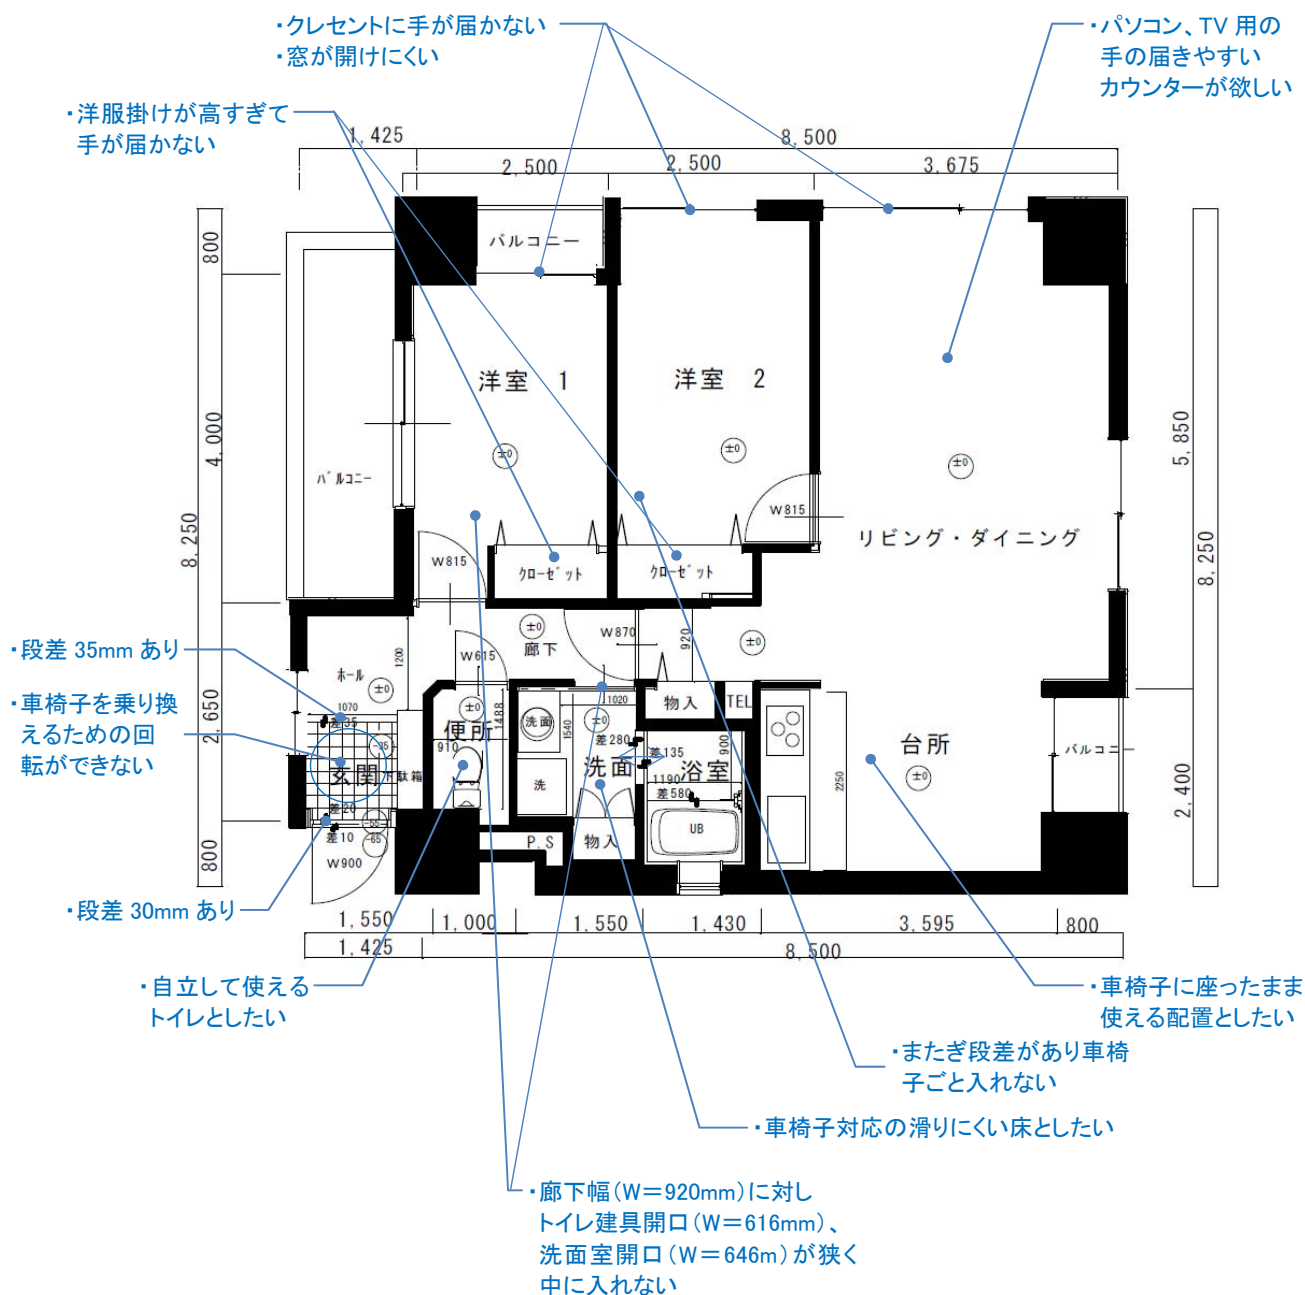 ・クレセントに手が届かない
・窓が開けにくい
・パソコン、TV 用の
手の届きやすい
カウンターが欲しい
・洋服掛けが高すぎて
手が届かない
1,425
8,500
2,500
2,500
3,675
800
バルコニー
4,000
8,250
2,650
800
バルコニー
洋室 1
±0
洋室 2
±0
±0
リビング・ダイニング
5,850
8,250
2,400
W815
W815
クローゼット
クローゼット
・段差 35mm あり
・車椅子を乗り換
えるための回
転ができない
・段差 30mm あり
ホール
±0
1200
1070
差35
-35
玄関
下駄箱
差20
-55
差10
-65
W900
±0
廊下
W870
920
±0
W615
±0
便所
1488
910
洗面
1020
1540
±0
差280
洗面
洗
物入
P.S
物入
TEL
差135
900
浴室
1190
差580
UB
台所
±0
2250
バルコニー
1,550
1,000
1,550
1,430
3,595
800
1,425
8,500
・自立して使える
トイレとしたい
・車椅子に座ったまま
使える配置としたい
・またぎ段差があり車椅
子ごと入れない
・車椅子対応の滑りにくい床としたい
・廊下幅(W=920mm)に対し
トイレ建具開口(W=616mm)、
洗面室開口(W=646m)が狭く
中に入れない